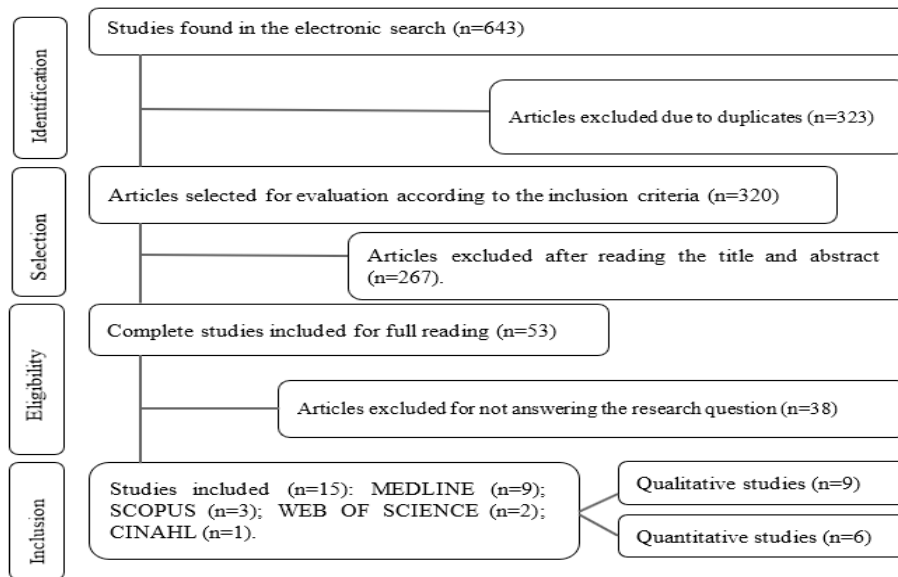 Identification
Studies found in the electronic search (n=643)
Articles excluded due to duplicates (n=323)
Selection
Articles selected for evaluation according to the inclusion criteria (n=320)
Articles excluded after reading the title and abstract
(n=267).
Eligibility
Complete studies included for full reading (n=53)
Articles excluded for not answering the research question (n=38)
Inclusion
Studies included (n=15): MEDLINE (n=9);
SCOPUS (n=3); WEB OF SCIENCE (n=2);
CINAHL (n=1).
Qualitative studies (n=9)
Quantitative studies (n=6)